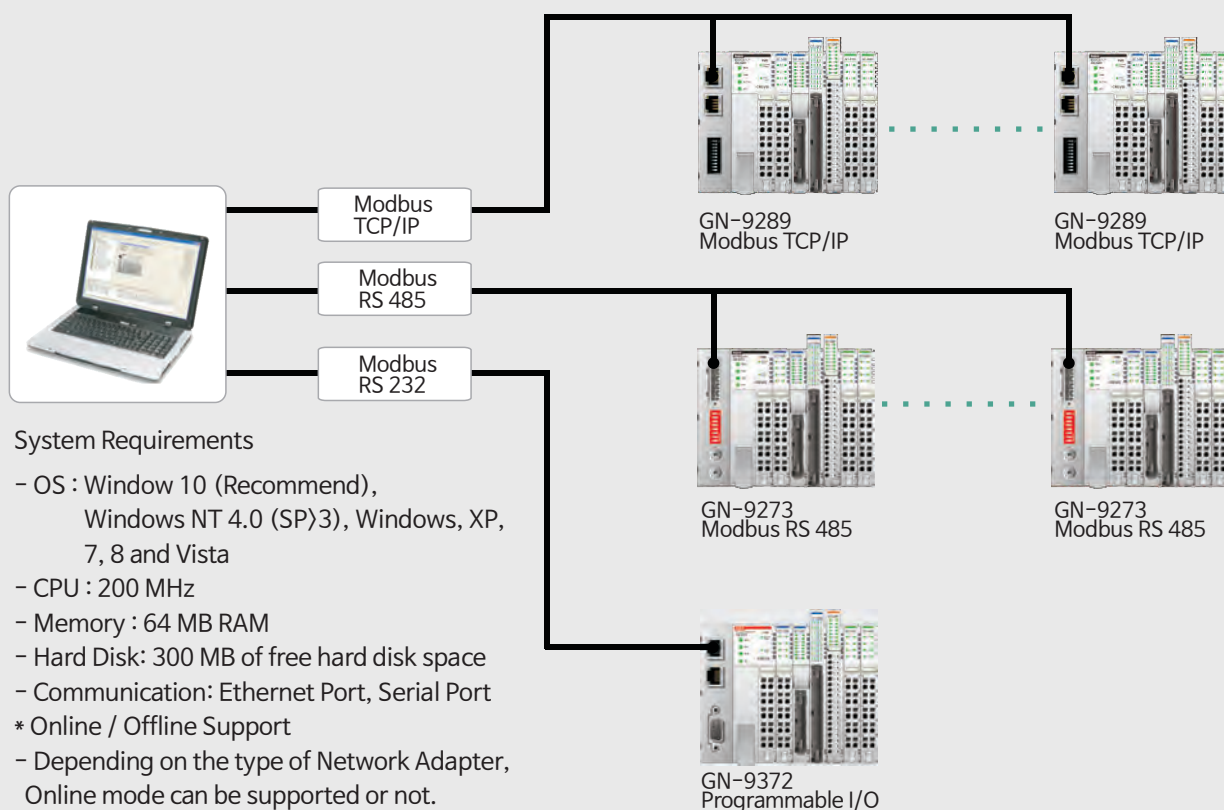 GN-9289
Modbus TCP/IP
GN-9289
Modbus TCP/IP
Modbus
TCP/IP
Modbus
RS 485
Modbus
RS 232
GN-9273
Modbus RS 485
GN-9273
Modbus RS 485
GN-9372
Programmable I/O
System Requirements
- OS : Window 10 (Recommend),
Windows NT 4.0 (SP>3), Windows, XP,
7, 8 and Vista
- CPU : 200 MHz
- Memory : 64 MB RAM
- Hard Disk: 300 MB of free hard disk space
- Communication: Ethernet Port, Serial Port
* Online / Offline Support
- Depending on the type of Network Adapter,
Online mode can be supported or not.